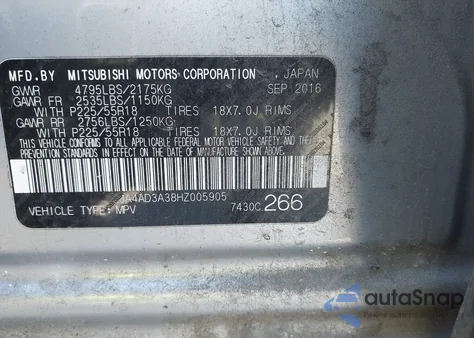 MFD.BY MITSUBISHI MOTORS CORPORATION , JAPAN
GVWR 4795LBS/2175KG SEP 2016
GAWR FR 2535LBS/1150KG
WITH P225/55R18 TIRES 18X7.0J RIMS
GAWR RR 2756LBS/1250KG
WITH P225/55R18 TIRES 18X7.0J RIMS
THIS VEHICLE CONFORMS TO ALL APPLICABLE
FEDERAL MOTOR VEHICLE SAFETY AND THEFT
PREVENTION STANDARDS IN EFFECT ON THE DATE
OF MANUFACTURE SHOWN ABOVE.
JA4AD3A38HZ005905
VEHICLE TYPE: MPV 7430C 266
autoSnap